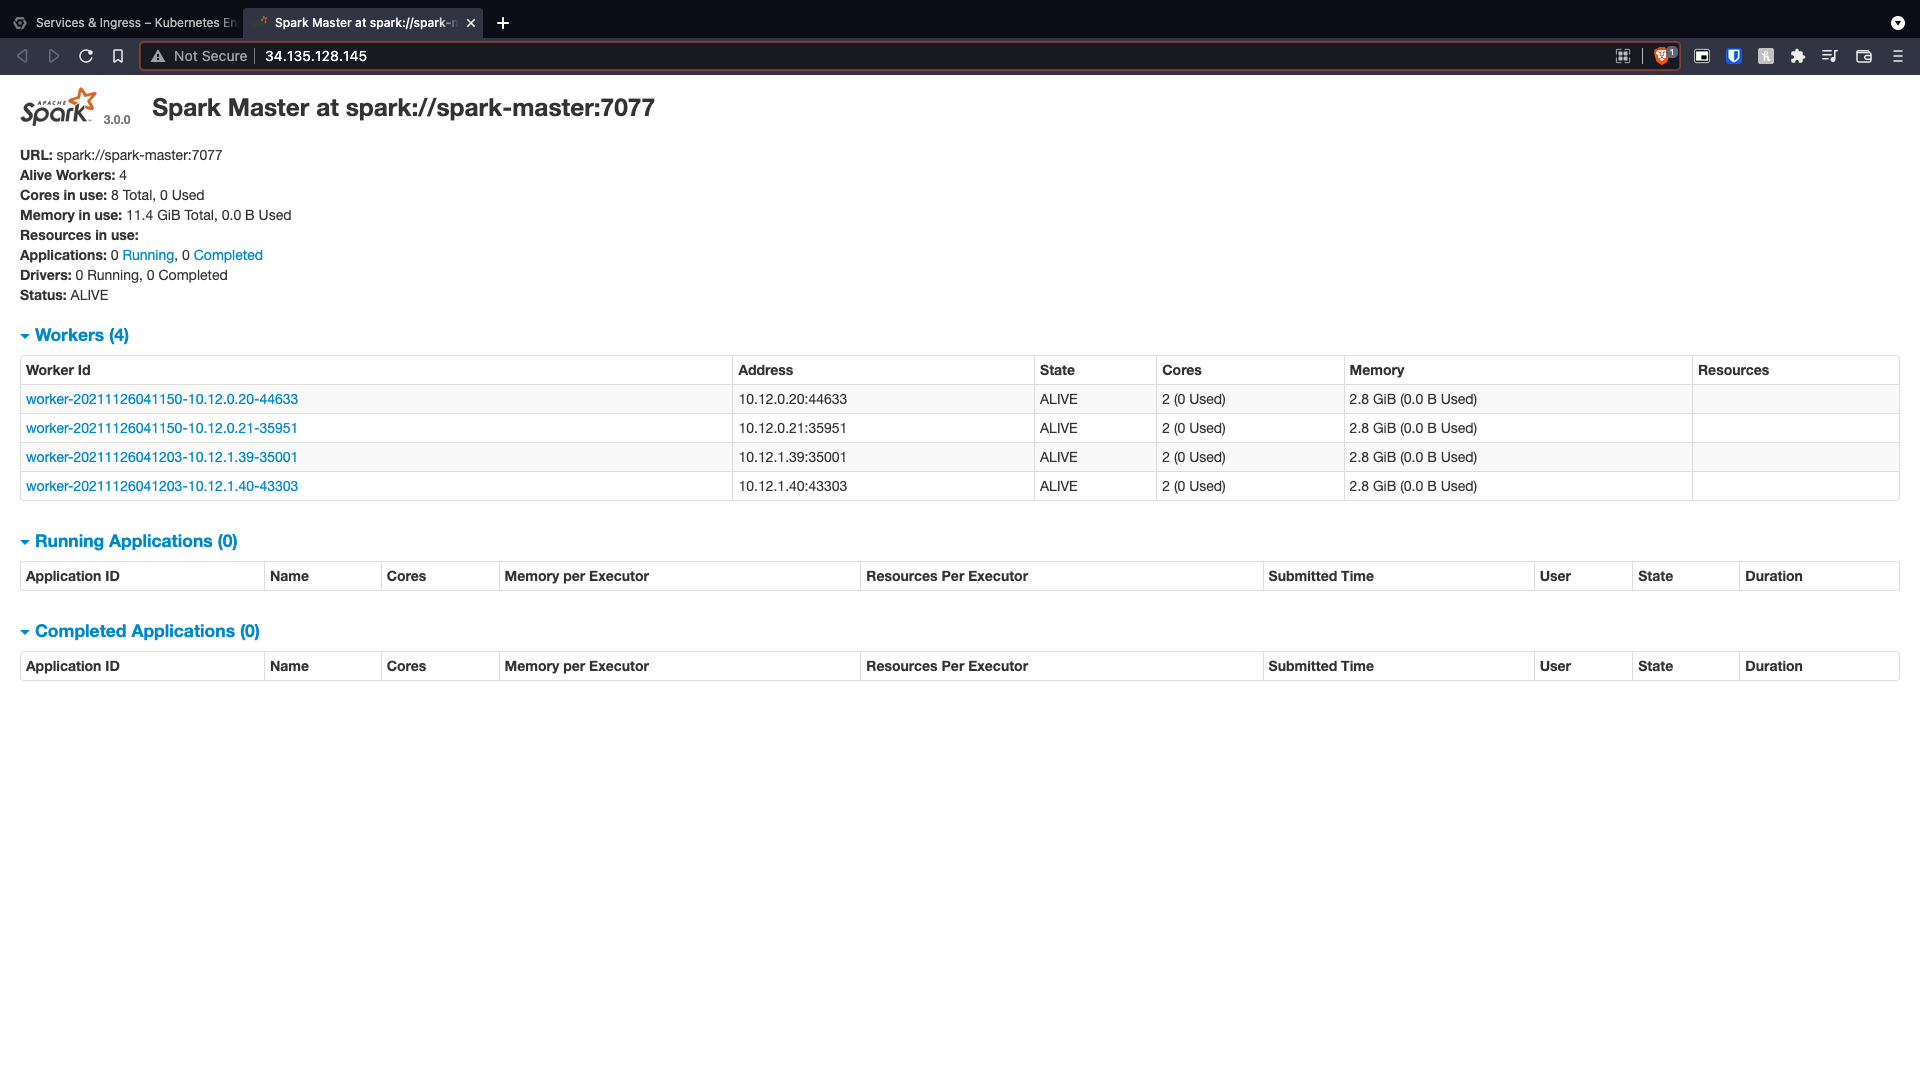 Services & Ingress – Kubernetes En
Spark Master at spark://spark-n
Not Secure
34.135.128.145
1
APACHE
Spark 3.0.0
Spark Master at spark://spark-master:7077
URL: spark://spark-master:7077
Alive Workers: 4
Cores in use: 8 Total, 0 Used
Memory in use: 11.4 GiB Total, 0.0 B Used
Resources in use:
Applications: 0 Running, 0 Completed
Drivers: 0 Running, 0 Completed
Status: ALIVE
Workers (4)
Worker Id Address State Cores Memory Resources
worker-20211126041150-10.12.0.20-44633 10.12.0.20:44633 ALIVE 2 (0 Used) 2.8 GiB (0.0 B Used)
worker-20211126041150-10.12.0.21-35951 10.12.0.21:35951 ALIVE 2 (0 Used) 2.8 GiB (0.0 B Used)
worker-20211126041203-10.12.1.39-35001 10.12.1.39:35001 ALIVE 2 (0 Used) 2.8 GiB (0.0 B Used)
worker-20211126041203-10.12.1.40-43303 10.12.1.40:43303 ALIVE 2 (0 Used) 2.8 GiB (0.0 B Used)
Running Applications (0)
Application ID Name Cores Memory per Executor Resources Per Executor Submitted Time User State Duration
Completed Applications (0)
Application ID Name Cores Memory per Executor Resources Per Executor Submitted Time User State Duration